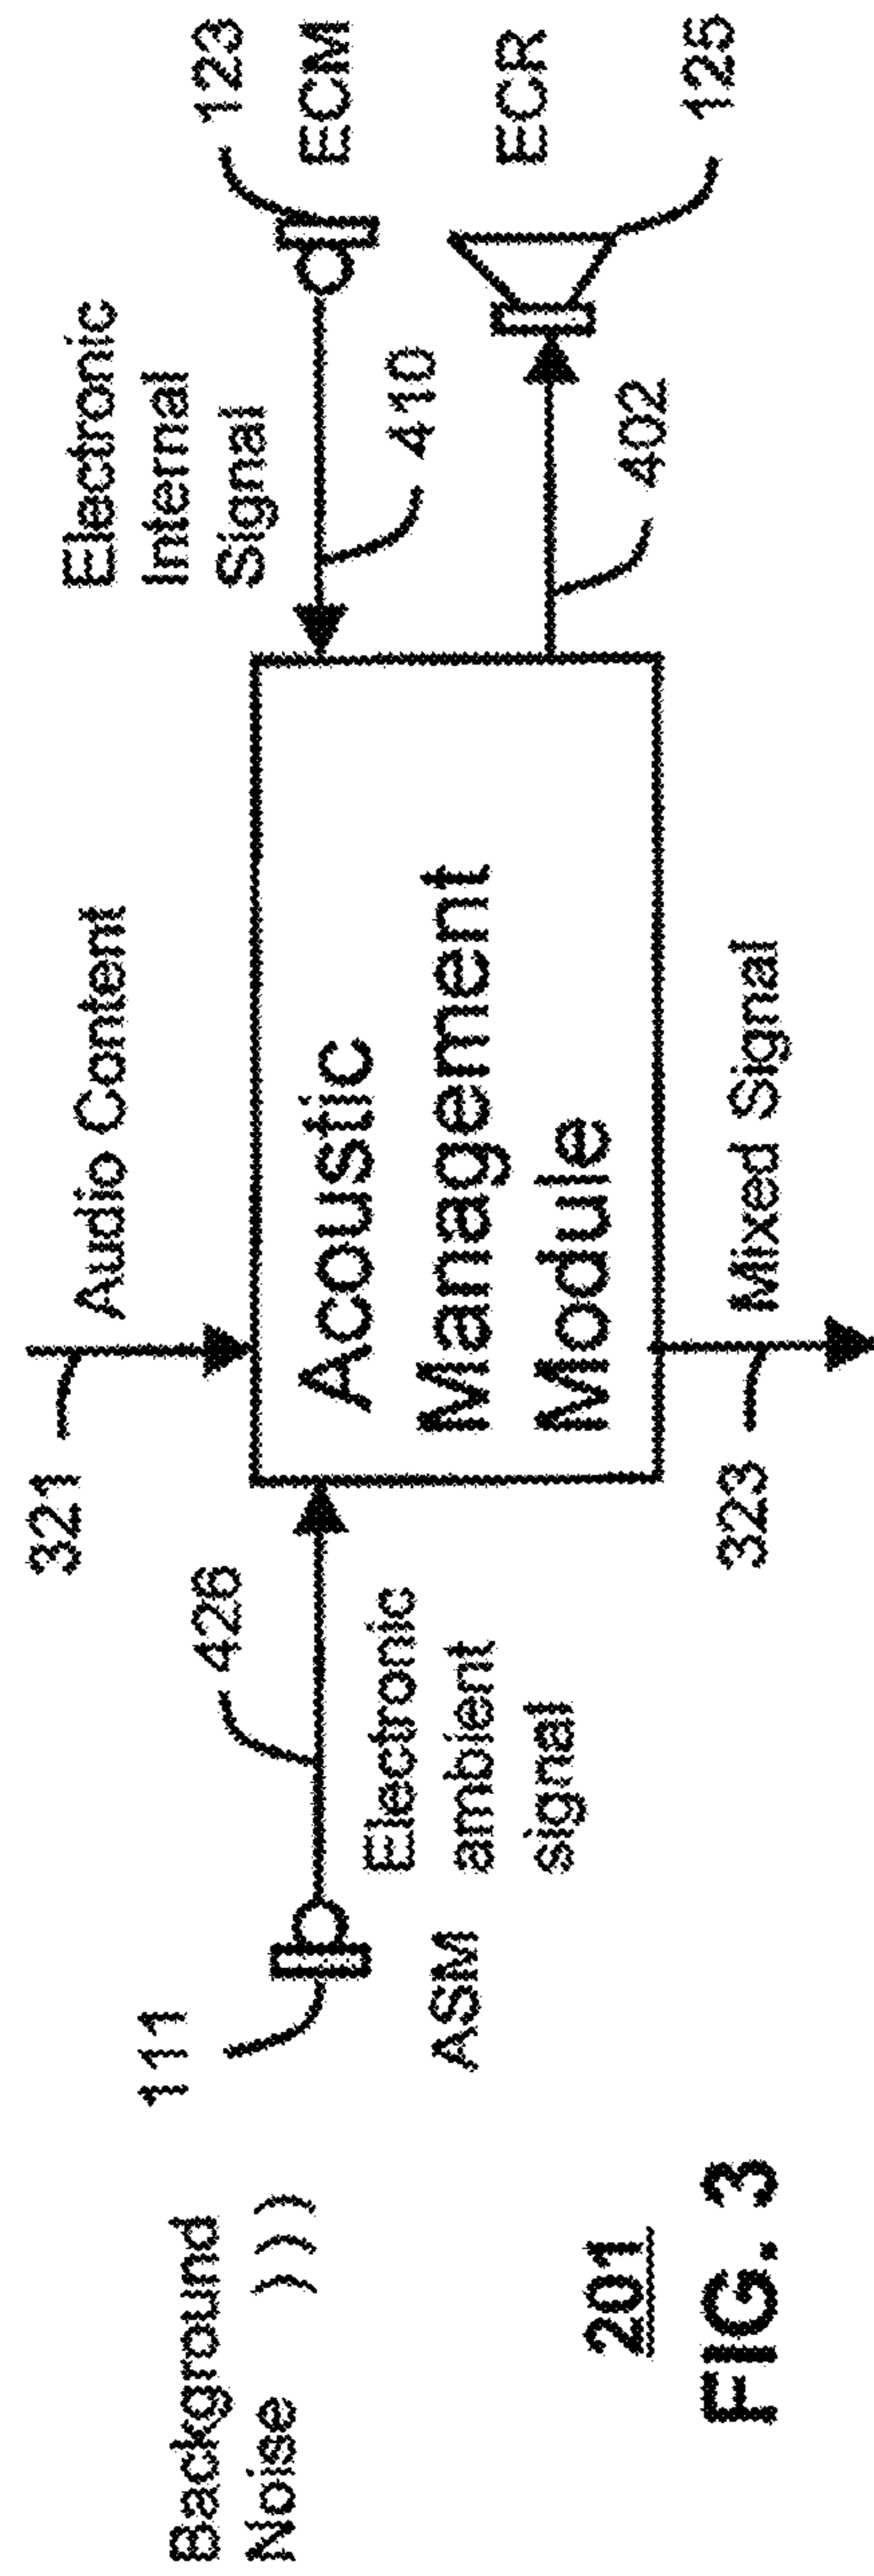 321
Audio Content
Electronic
Internal
Signal
123
ECM
410
ECR
125
402
Background
Noise
111
ASM
426
Electronic
ambient
signal
Acoustic
Management
Module
323
Mixed Signal
201
FIG. 3